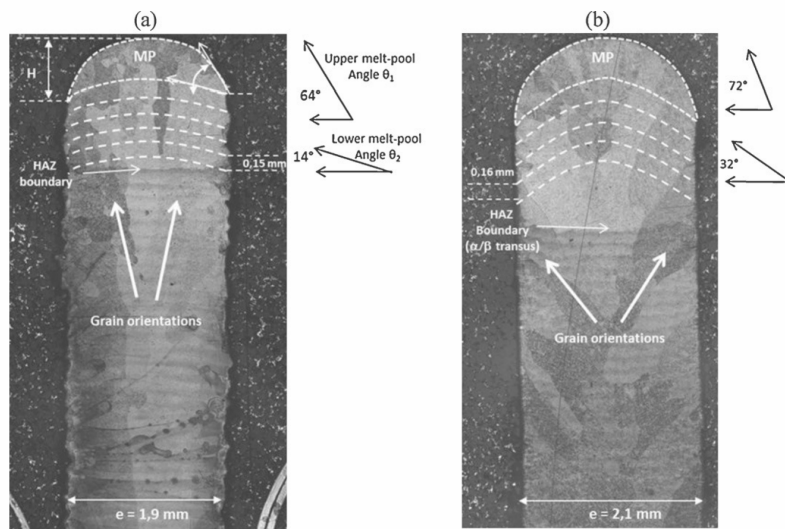 (a)
(b)
H
MP
Upper melt-pool
Angle θ1
64°
Lower melt-pool
Angle θ2
14°
0,15 mm
HAZ
boundary
Grain orientations
e = 1,9 mm
MP
72°
32°
0,16 mm
HAZ
Boundary
(α/β transus)
Grain orientations
e = 2,1 mm